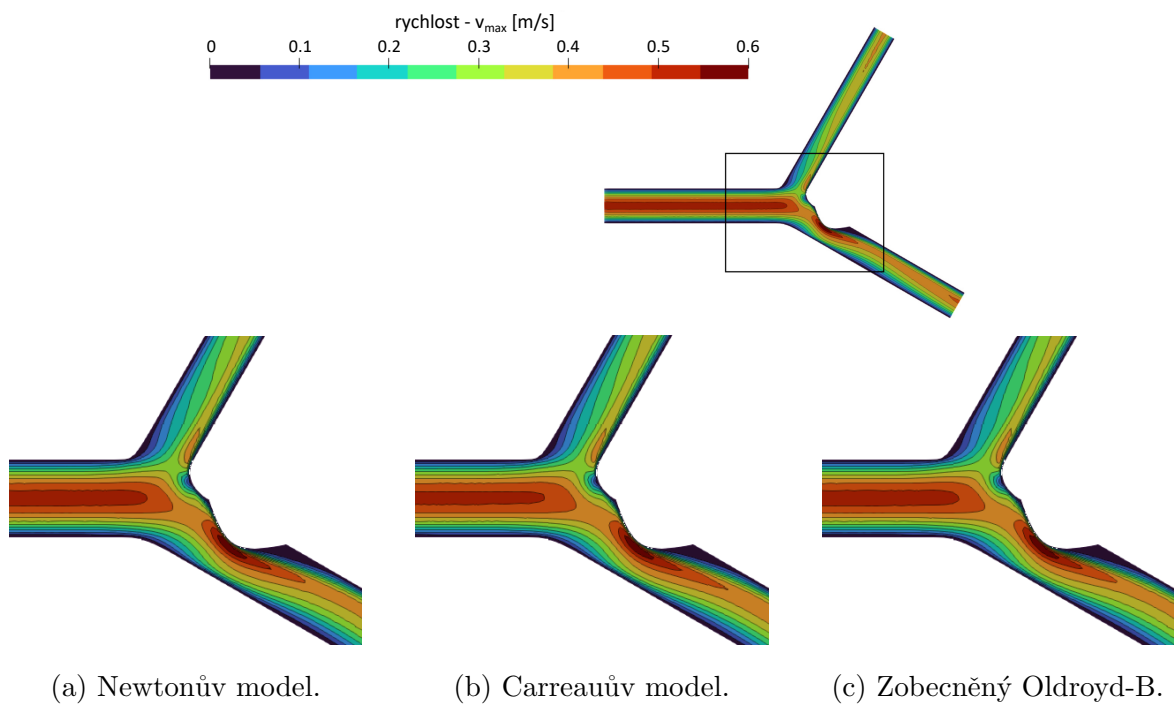 rychlost - vmax [m/s]
0 0.1 0.2 0.3 0.4 0.5 0.6
(a) Newtonův model.
(b) Carreauův model.
(c) Zobecněný Oldroyd-B.